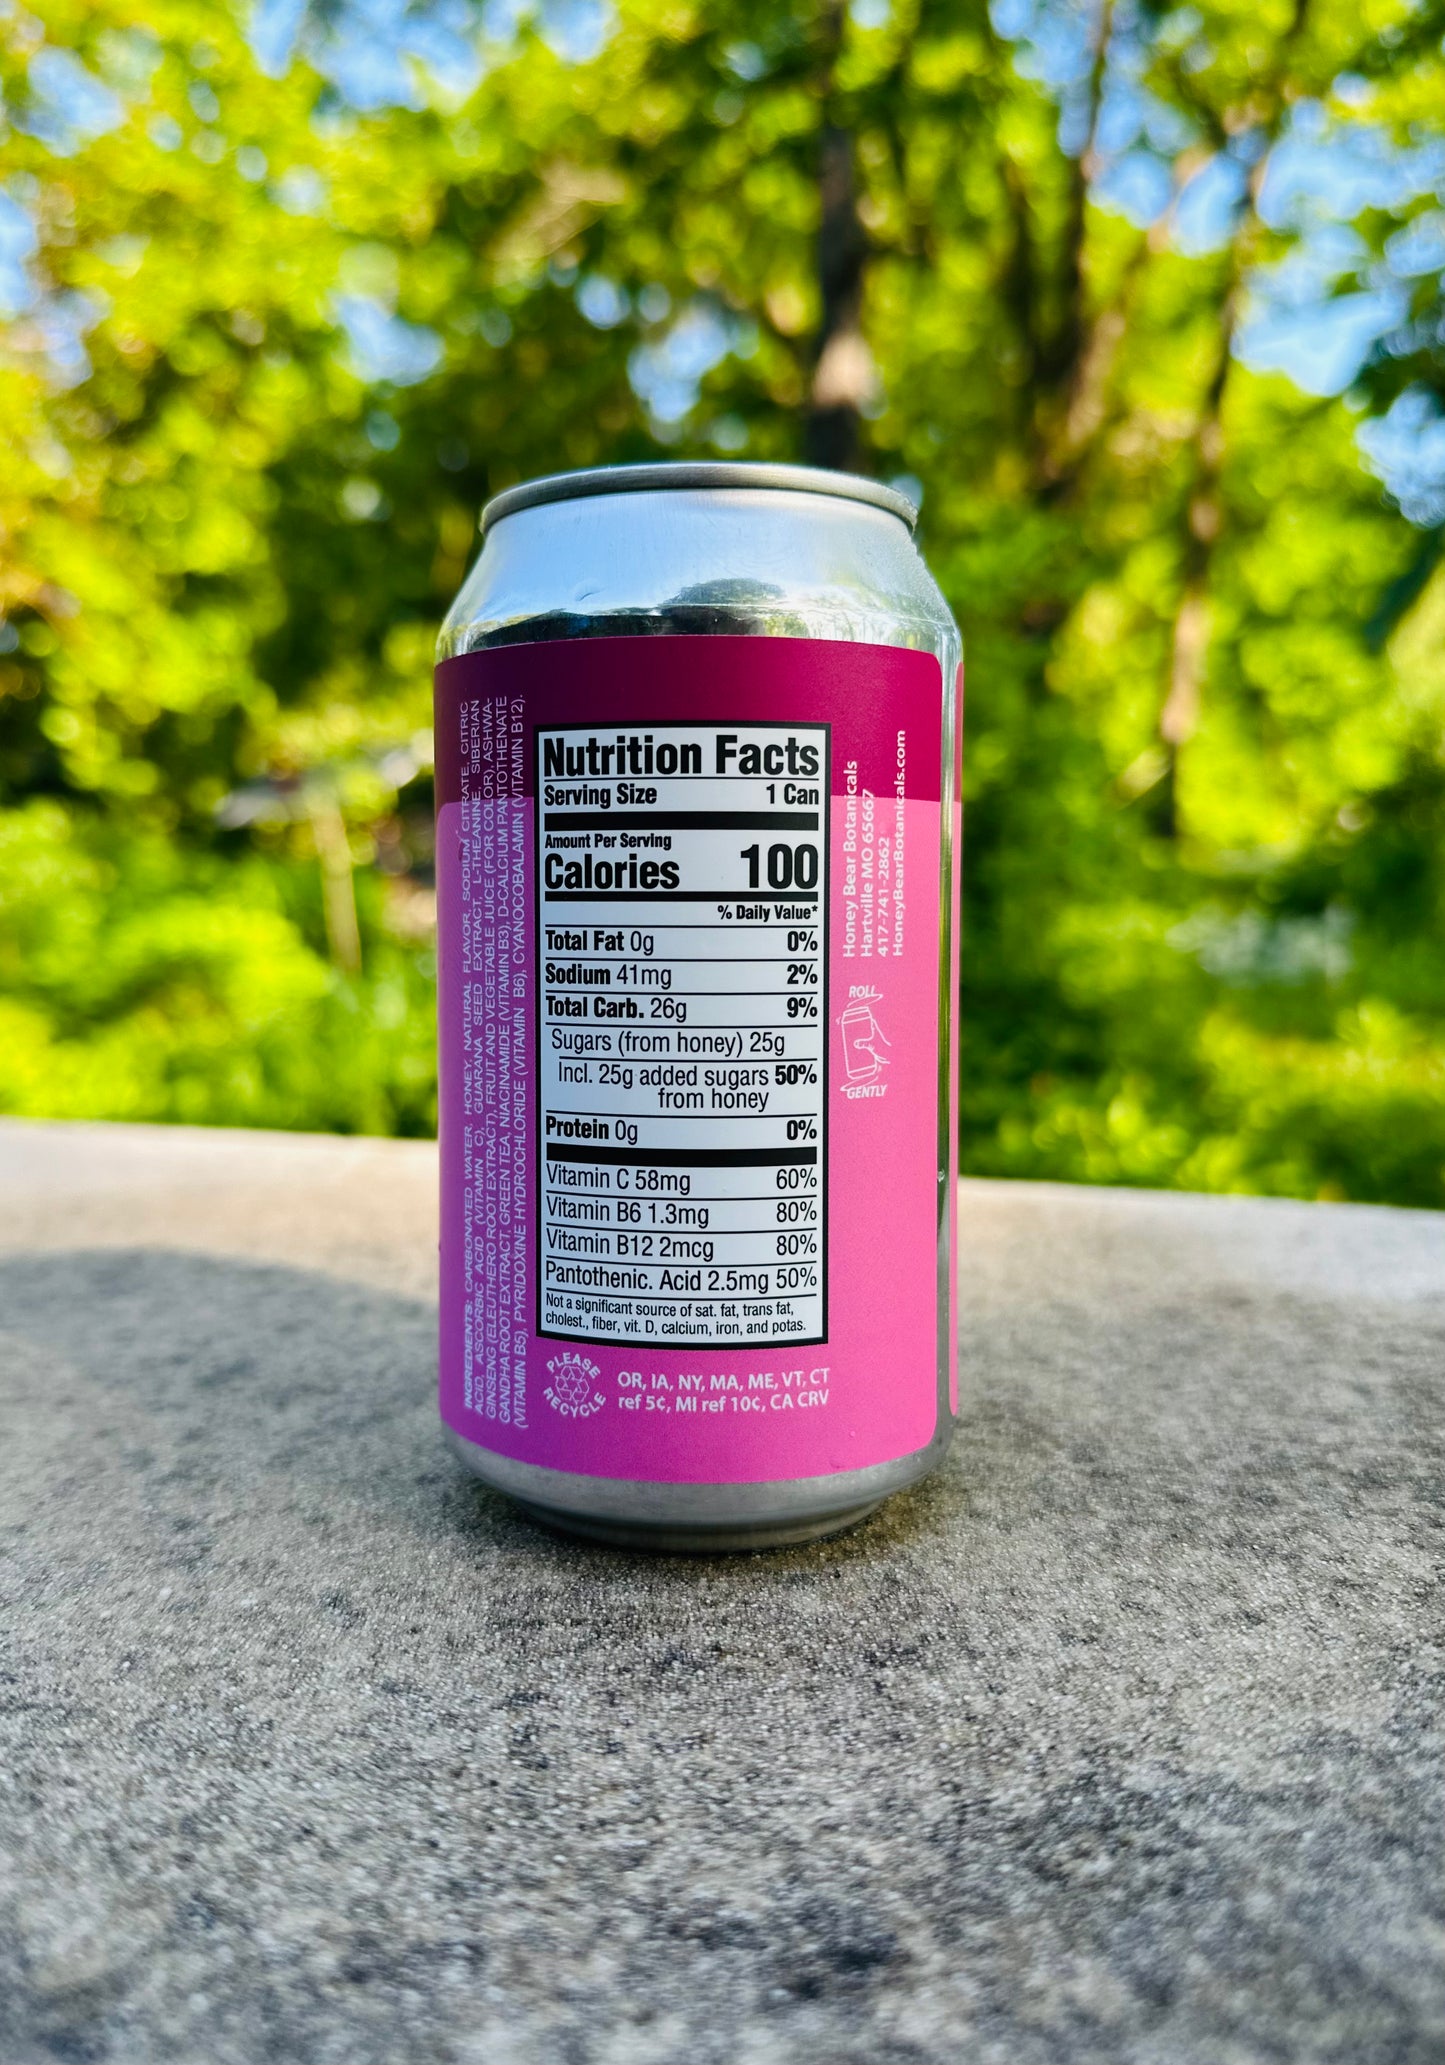 INGREDIENTS: CARBONATED WATER, HONEY, NATURAL FLAVOR, SODIUM CITRATE, CITRIC
ACID, ASCORBIC ACID (VITAMIN C), GUARANA SEED EXTRACT, L-THEANINE, SIBERIAN
GINSENG (ELEUTHERO ROOT EXTRACT), FRUIT AND VEGETABLE JUICE (FOR COLOR), ASHWA-
GANDHA ROOT EXTRACT, GREEN TEA, NIACINAMIDE (VITAMIN B3), D-CALCIUM PANTOTHENATE
(VITAMIN B5), PYRIDOXINE HYDROCHLORIDE (VITAMIN B6), CYANOCOBALAMIN (VITAMIN B12).
Nutrition Facts
Serving Size 1 Can
Amount Per Serving
Calories 100
% Daily Value*
Total Fat 0g 0%
Sodium 41mg 2%
Total Carb. 26g 9%
Sugars (from honey) 25g
Incl. 25g added sugars 50%
from honey
Protein 0g 0%
Vitamin C 58mg 60%
Vitamin B6 1.3mg 80%
Vitamin B12 2mcg 80%
Pantothenic. Acid 2.5mg 50%
Not a significant source of sat. fat, trans fat,
cholest., fiber, vit. D, calcium, iron, and potas.
PLEASE
RECYCLE
OR, IA, NY, MA, ME, VT, CT
ref 5¢, MI ref 10¢, CA CRV
Honey Bear Botanicals
Hartville MO 65667
417-741-2862
HoneyBearBotanicals.com
ROLL
GENTLY